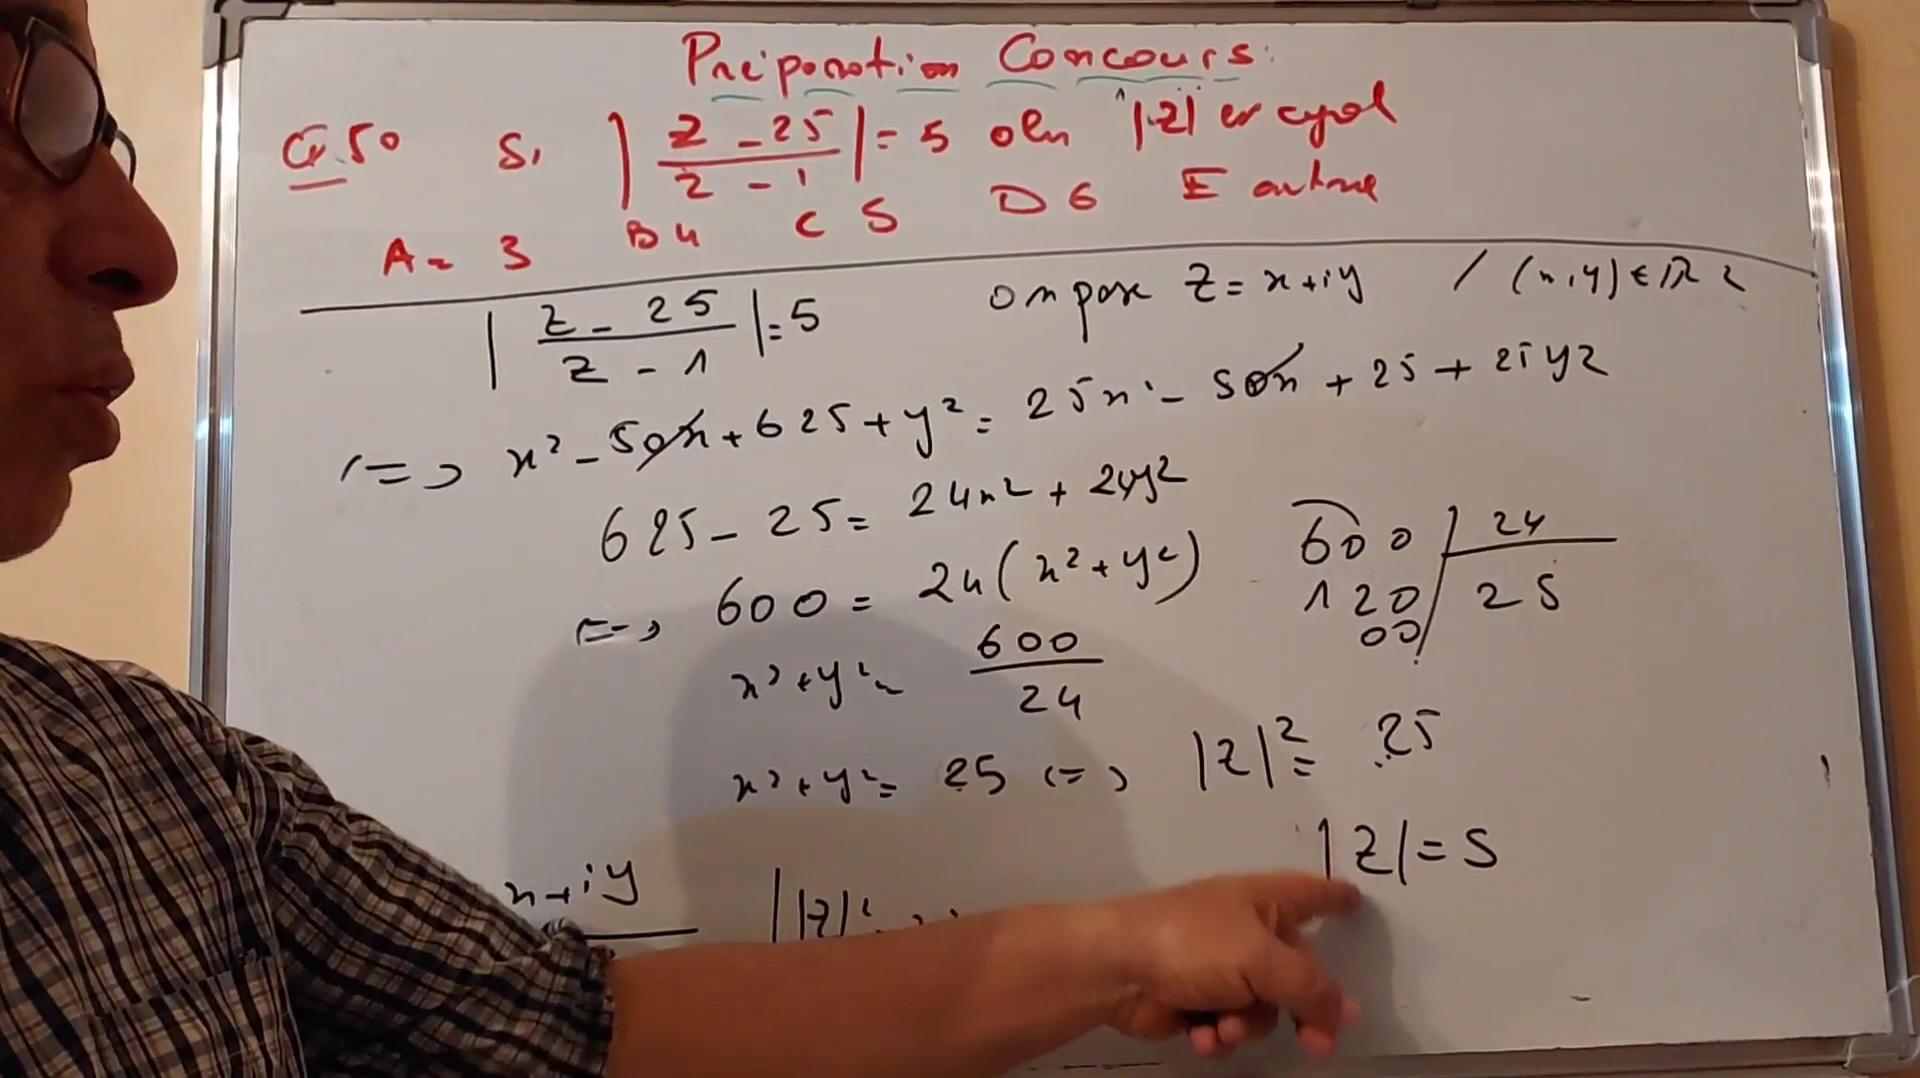 Préparation Concours:
Q.50 Si | z - 25 / z - 1 | = 5 alors |z| est égal
A = 3 B 4 C 5 D 6 E autre
| z - 25 / z - 1 | = 5 on pose z = x + iy / (x, y) ∈ ℝ²
<=> x² - 50x + 625 + y² = 25x² - 50x + 25 + 25y²
625 - 25 = 24x² + 24y²
<=> 600 = 24(x² + y²)
600 | 24
120 | 25
00
x² + y² = 600 / 24
x² + y² = 25 <=> |z|² = 25
|z| = 5
x + iy |z|²